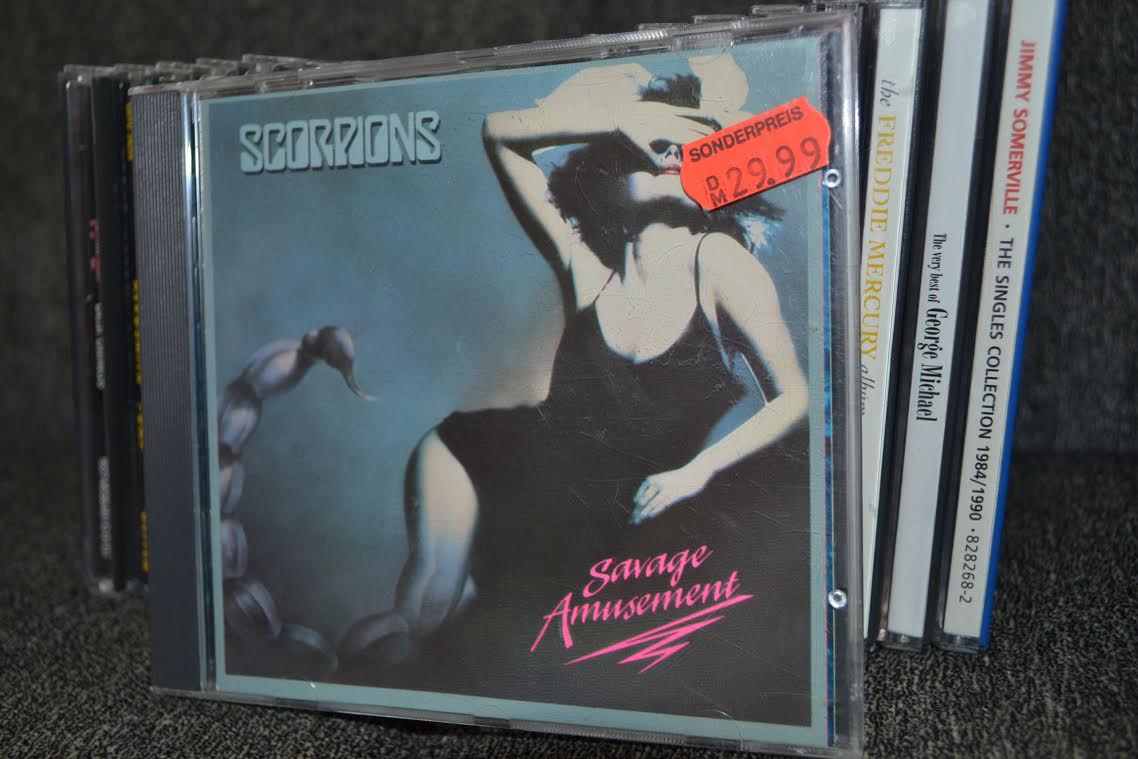 SCORPIONS
SONDERPREIS
DM 29.99
Savage
Amusement
the FREDDIE MERCURY album
The very best of George Michael
JIMMY SOMERVILLE · THE SINGLES COLLECTION 1984/1990 · 828268-2